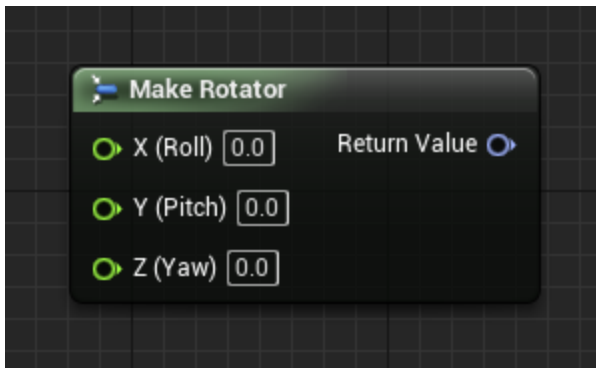 Make Rotator
X (Roll) 0.0 Return Value
Y (Pitch) 0.0
Z (Yaw) 0.0